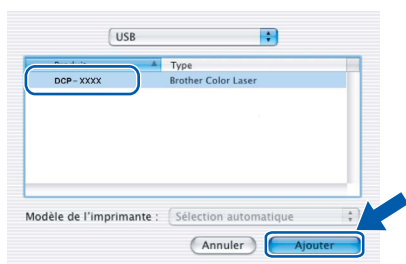 USB
Type
DCP-XXXX Brother Color Laser
Modèle de l'imprimante : Sélection automatique
Annuler Ajouter